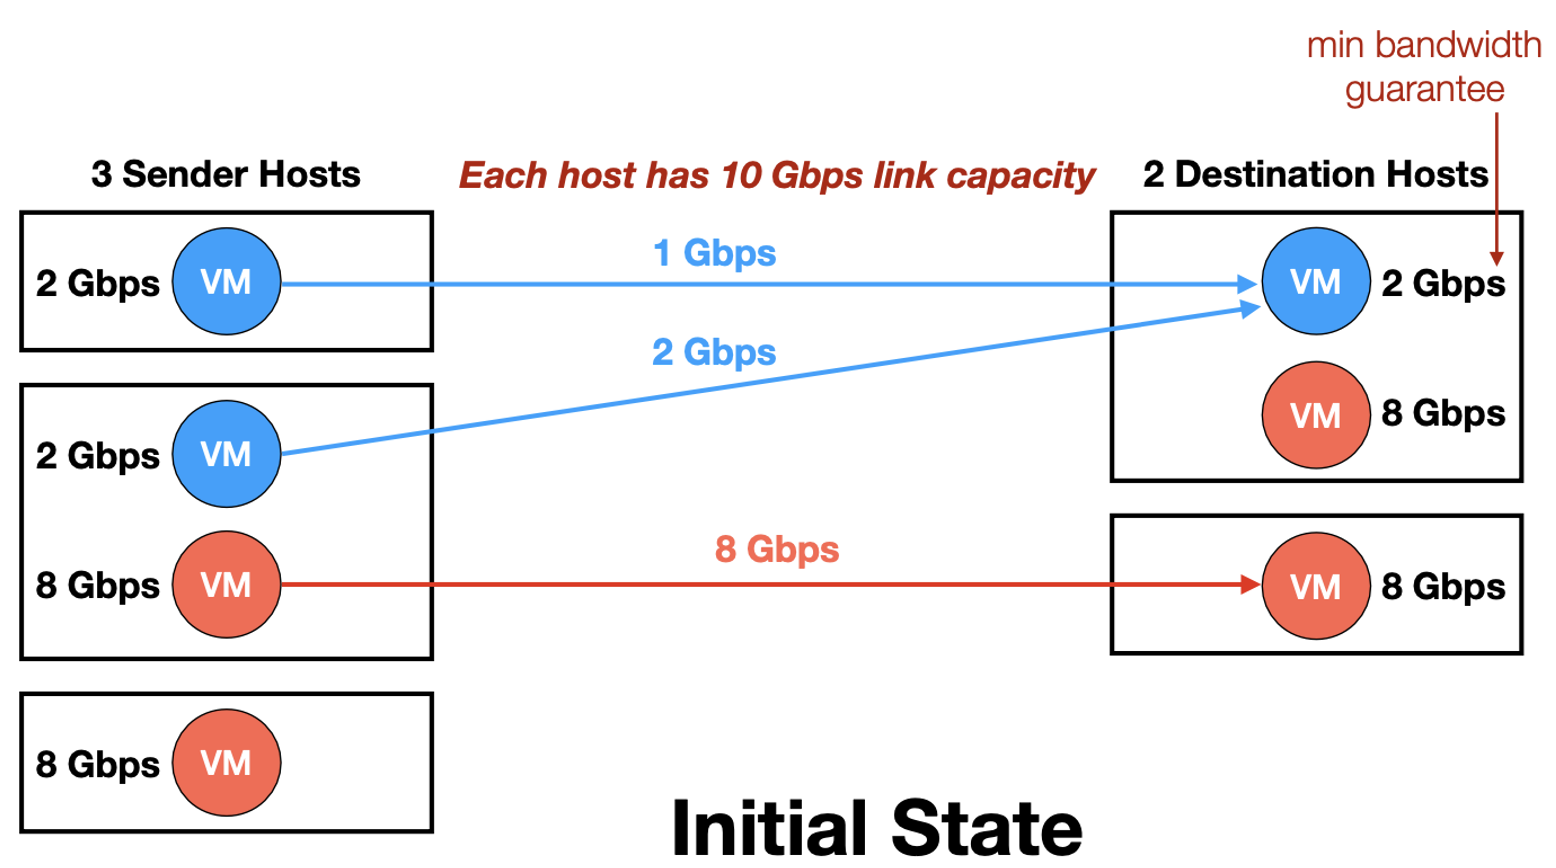 min bandwidth
guarantee
3 Sender Hosts
Each host has 10 Gbps link capacity
2 Destination Hosts
2 Gbps
VM
1 Gbps
VM
2 Gbps
2 Gbps
VM
8 Gbps
2 Gbps
VM
8 Gbps
VM
8 Gbps
VM
8 Gbps
8 Gbps
VM
Initial State